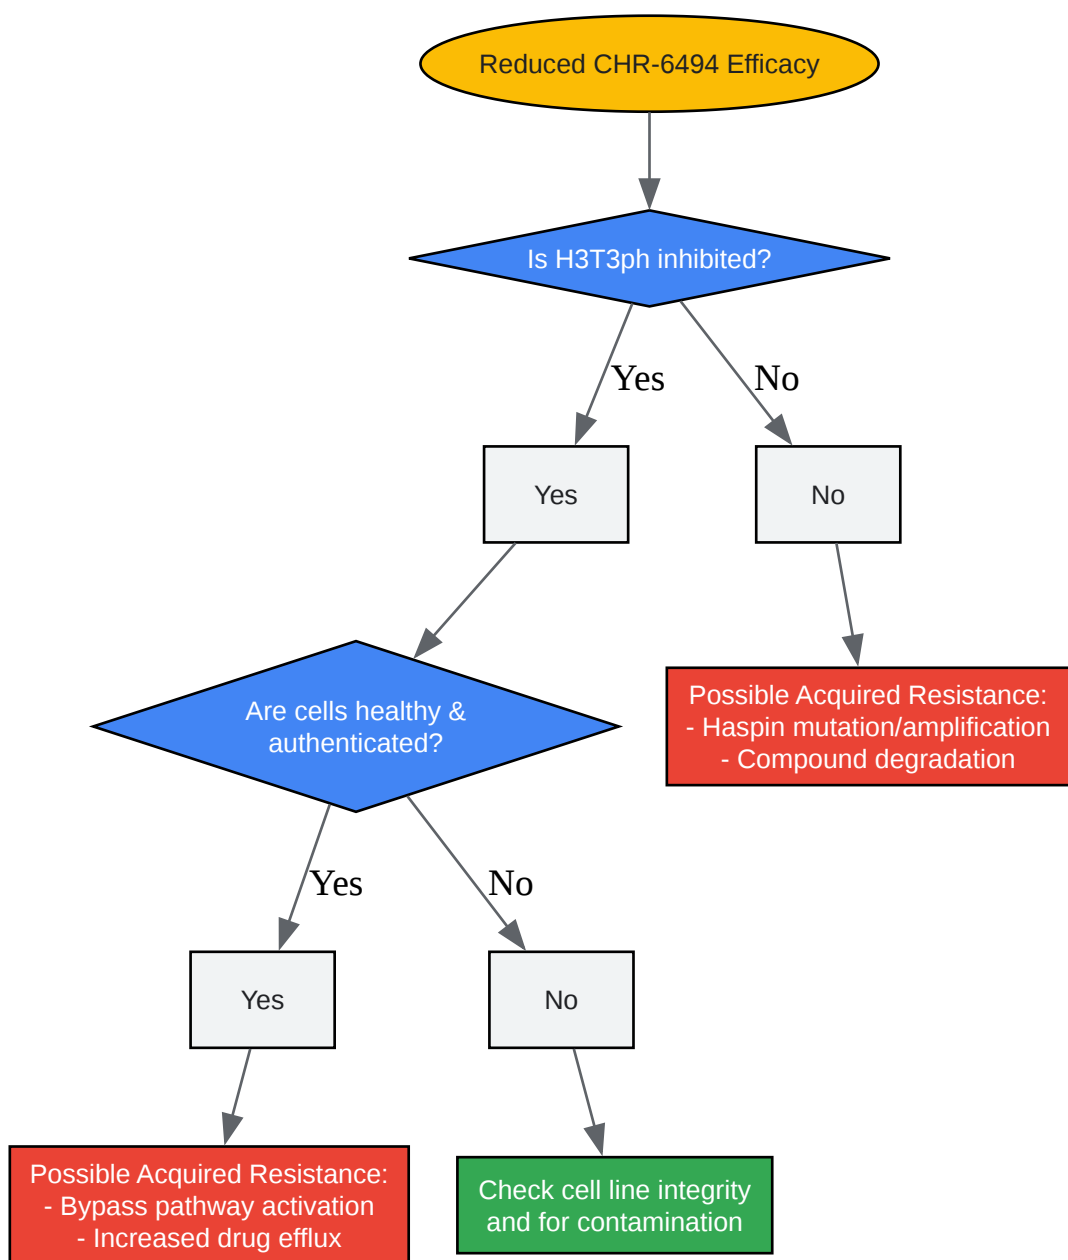 Reduced CHR-6494 Efficacy
Is H3T3ph inhibited?
Yes
No
Yes
No
Possible Acquired Resistance:
- Haspin mutation/amplification
- Compound degradation
Are cells healthy &
authenticated?
Yes
No
Yes
No
Possible Acquired Resistance:
- Bypass pathway activation
- Increased drug efflux
Check cell line integrity
and for contamination